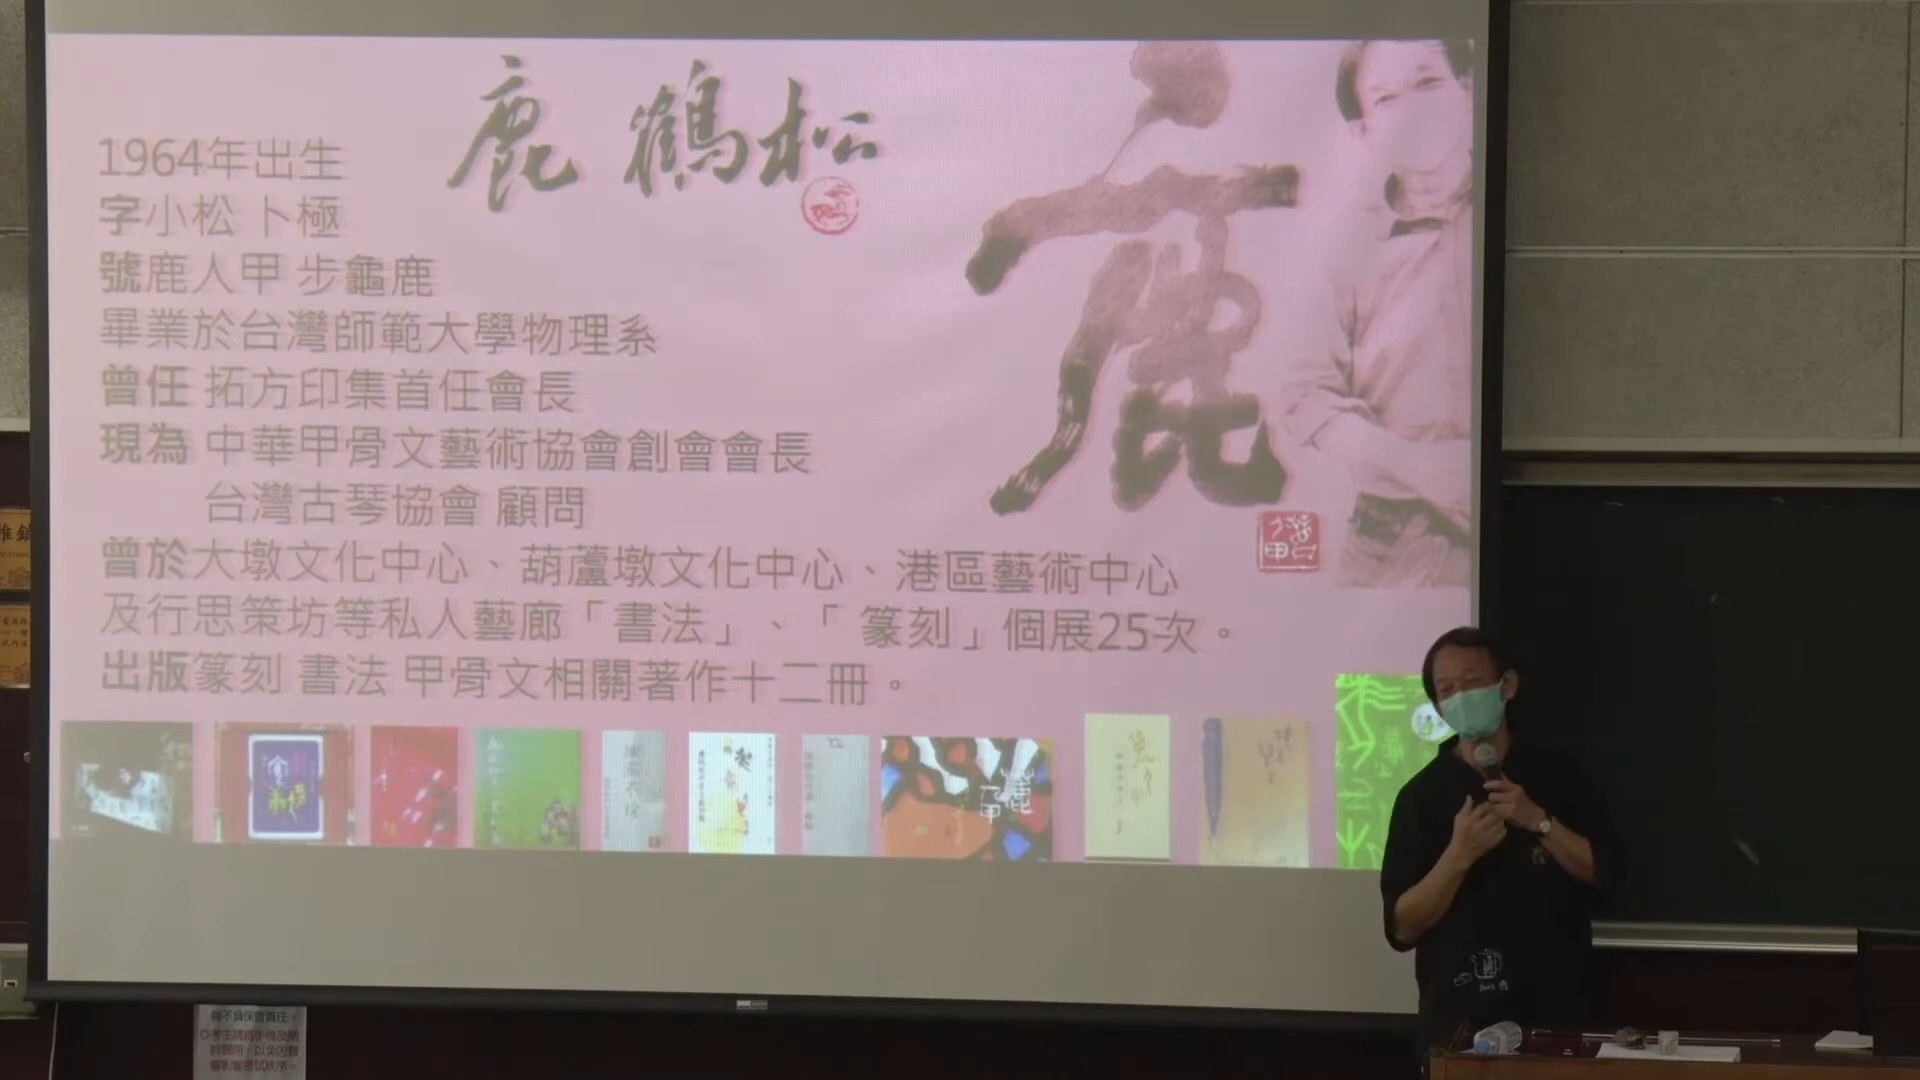 鹿鶴松
1964年出生
字小松 卜極
號鹿人甲 步龜鹿
畢業於台灣師範大學物理系
曾任 拓方印集首任會長
現為 中華甲骨文藝術協會創會會長
台灣古琴協會 顧問
曾於大墩文化中心、葫蘆墩文化中心、港區藝術中心
及行思策坊等私人藝廊「書法」、「篆刻」個展25次。
出版篆刻 書法 甲骨文相關著作十二冊。
鹿